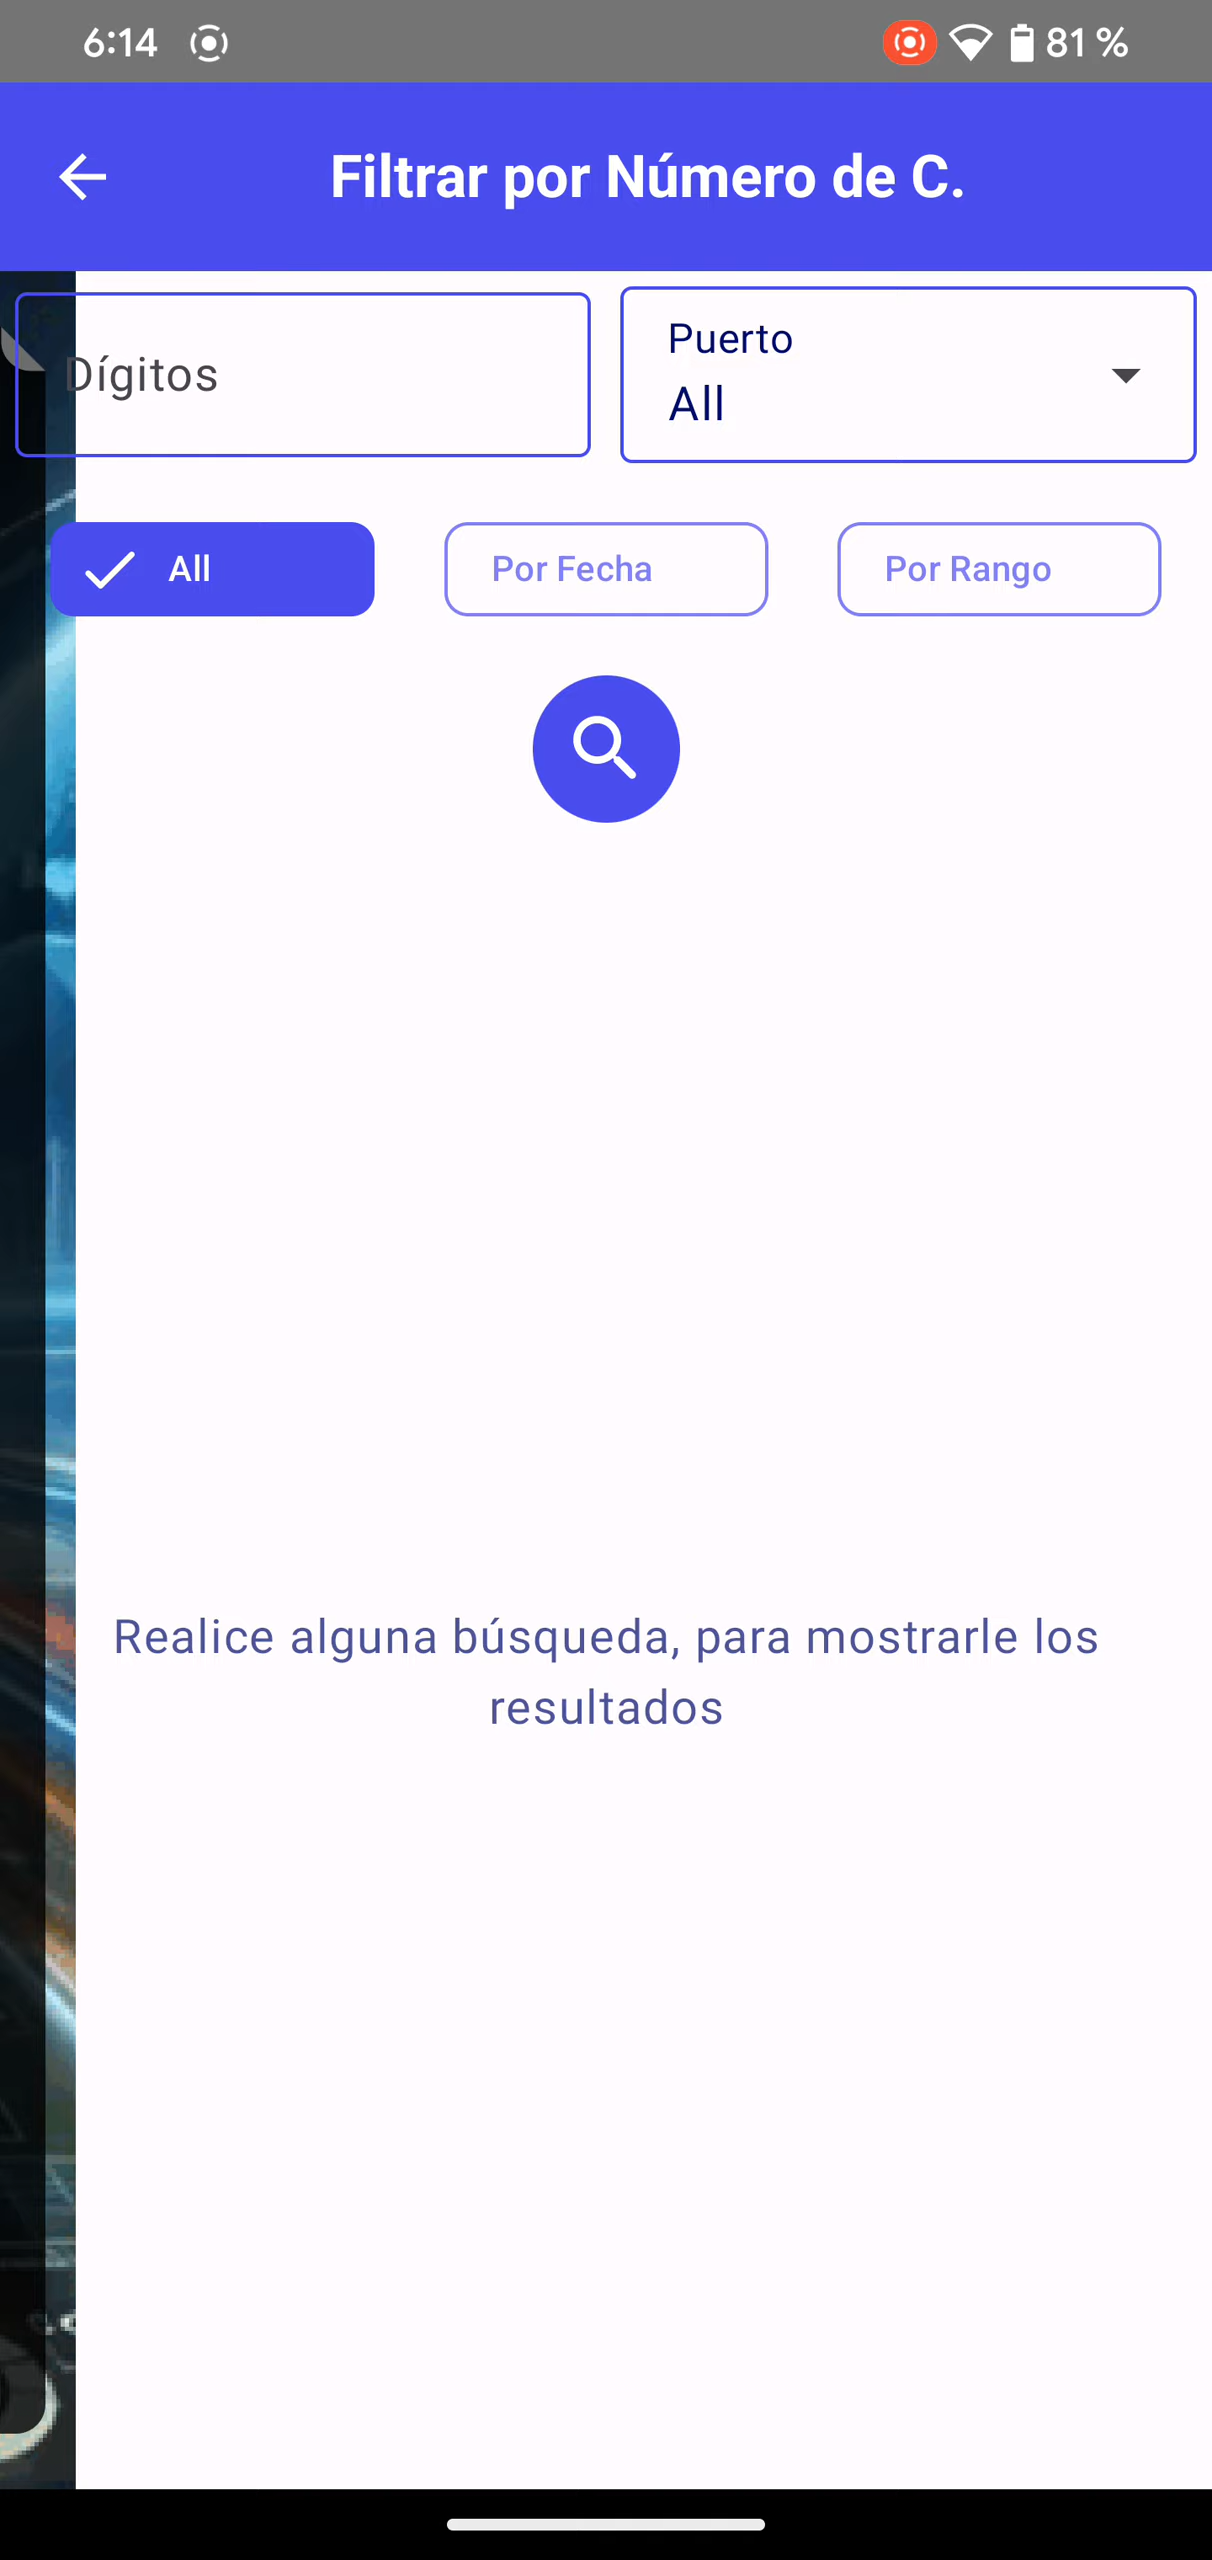 6:14
81 %
Filtrar por Número de C.
Dígitos
Puerto
All
All
Por Fecha
Por Rango
Realice alguna búsqueda, para mostrarle los
resultados